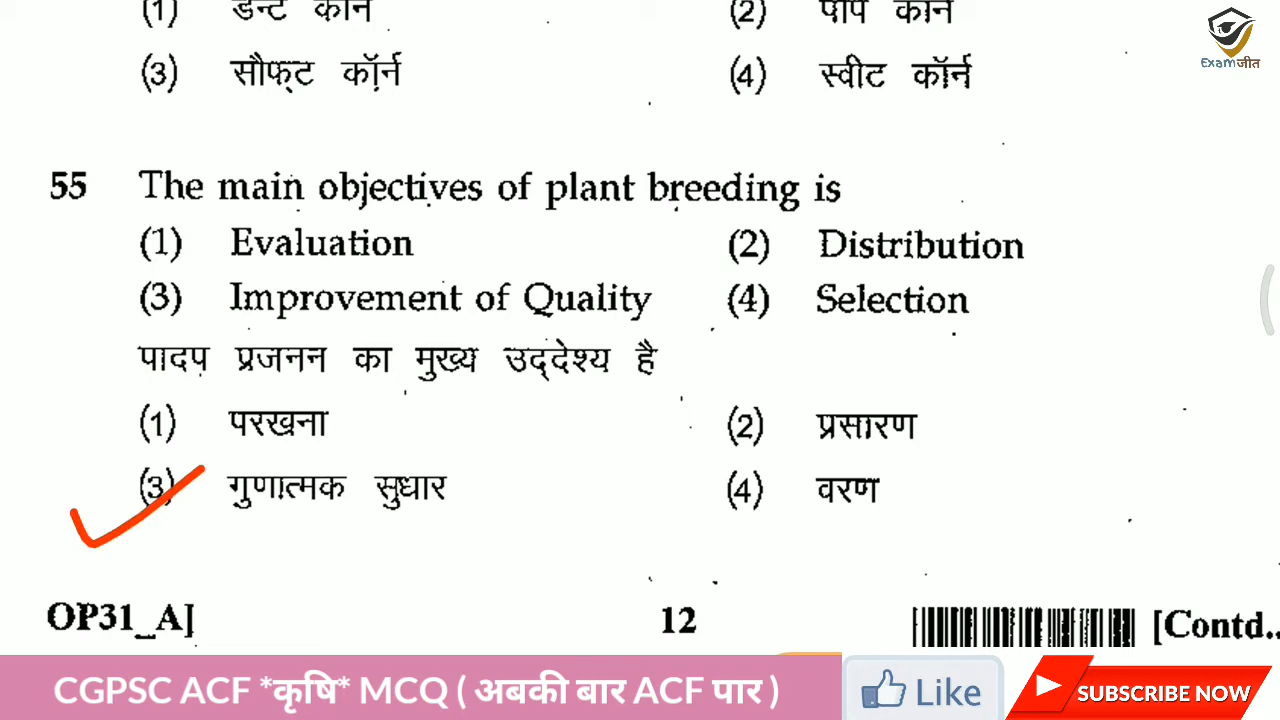 (1) डेन्ट कॉर्न (2) पॉप कॉर्न
(3) सौफ्ट कॉर्न (4) स्वीट कॉर्न
Examजीत
55 The main objectives of plant breeding is
(1) Evaluation (2) Distribution
(3) Improvement of Quality (4) Selection
पादप प्रजनन का मुख्य उद्देश्य है
(1) परखना (2) प्रसारण
(3) गुणात्मक सुधार (4) वरण
OP31_A] 12 [Contd..
CGPSC ACF *कृषि* MCQ ( अबकी बार ACF पार ) Like SUBSCRIBE NOW